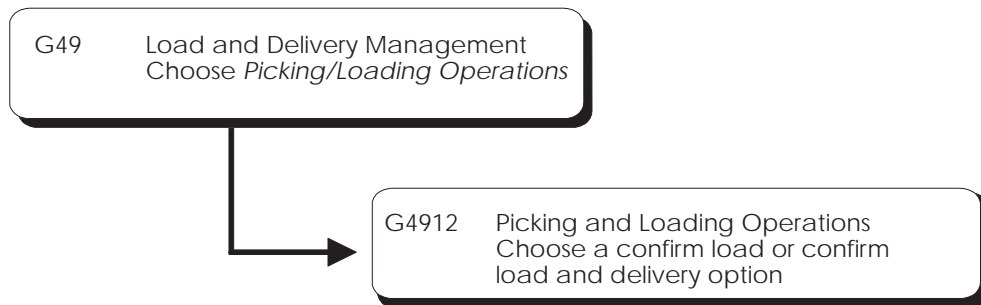 G49 Load and Delivery Management
Choose Picking/Loading Operations
G4912 Picking and Loading Operations
Choose a confirm load or confirm
load and delivery option